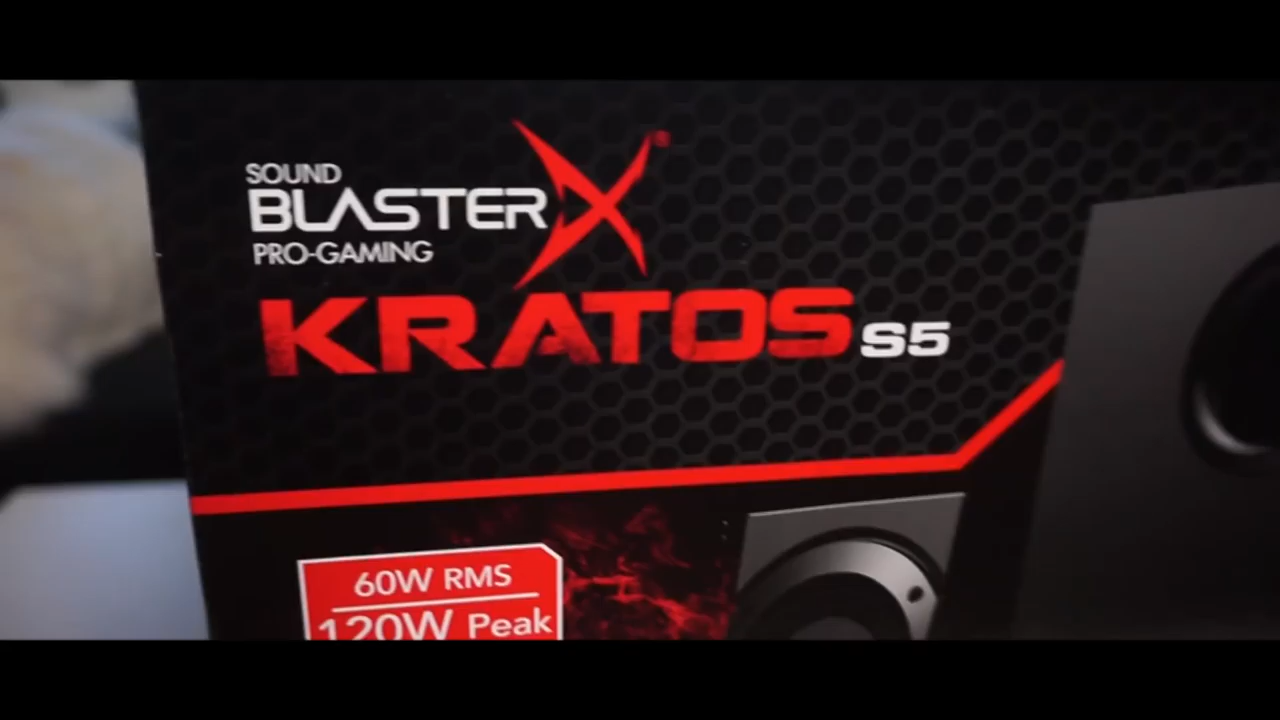 SOUND
BLASTERX
PRO-GAMING
KRATOS S5
60W RMS
120W Peak